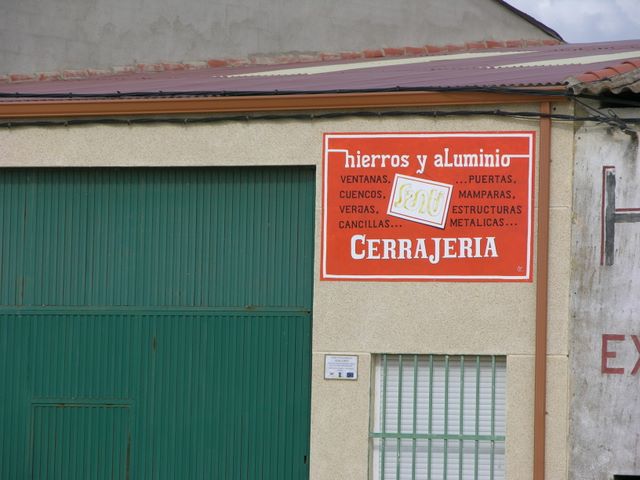 hierros y aluminio
VENTANAS, ...PUERTAS,
CUENCOS, MAMPARAS,
VERJAS, ESTRUCTURAS
CANCILLAS... METALICAS...
CERRAJERIA
EX